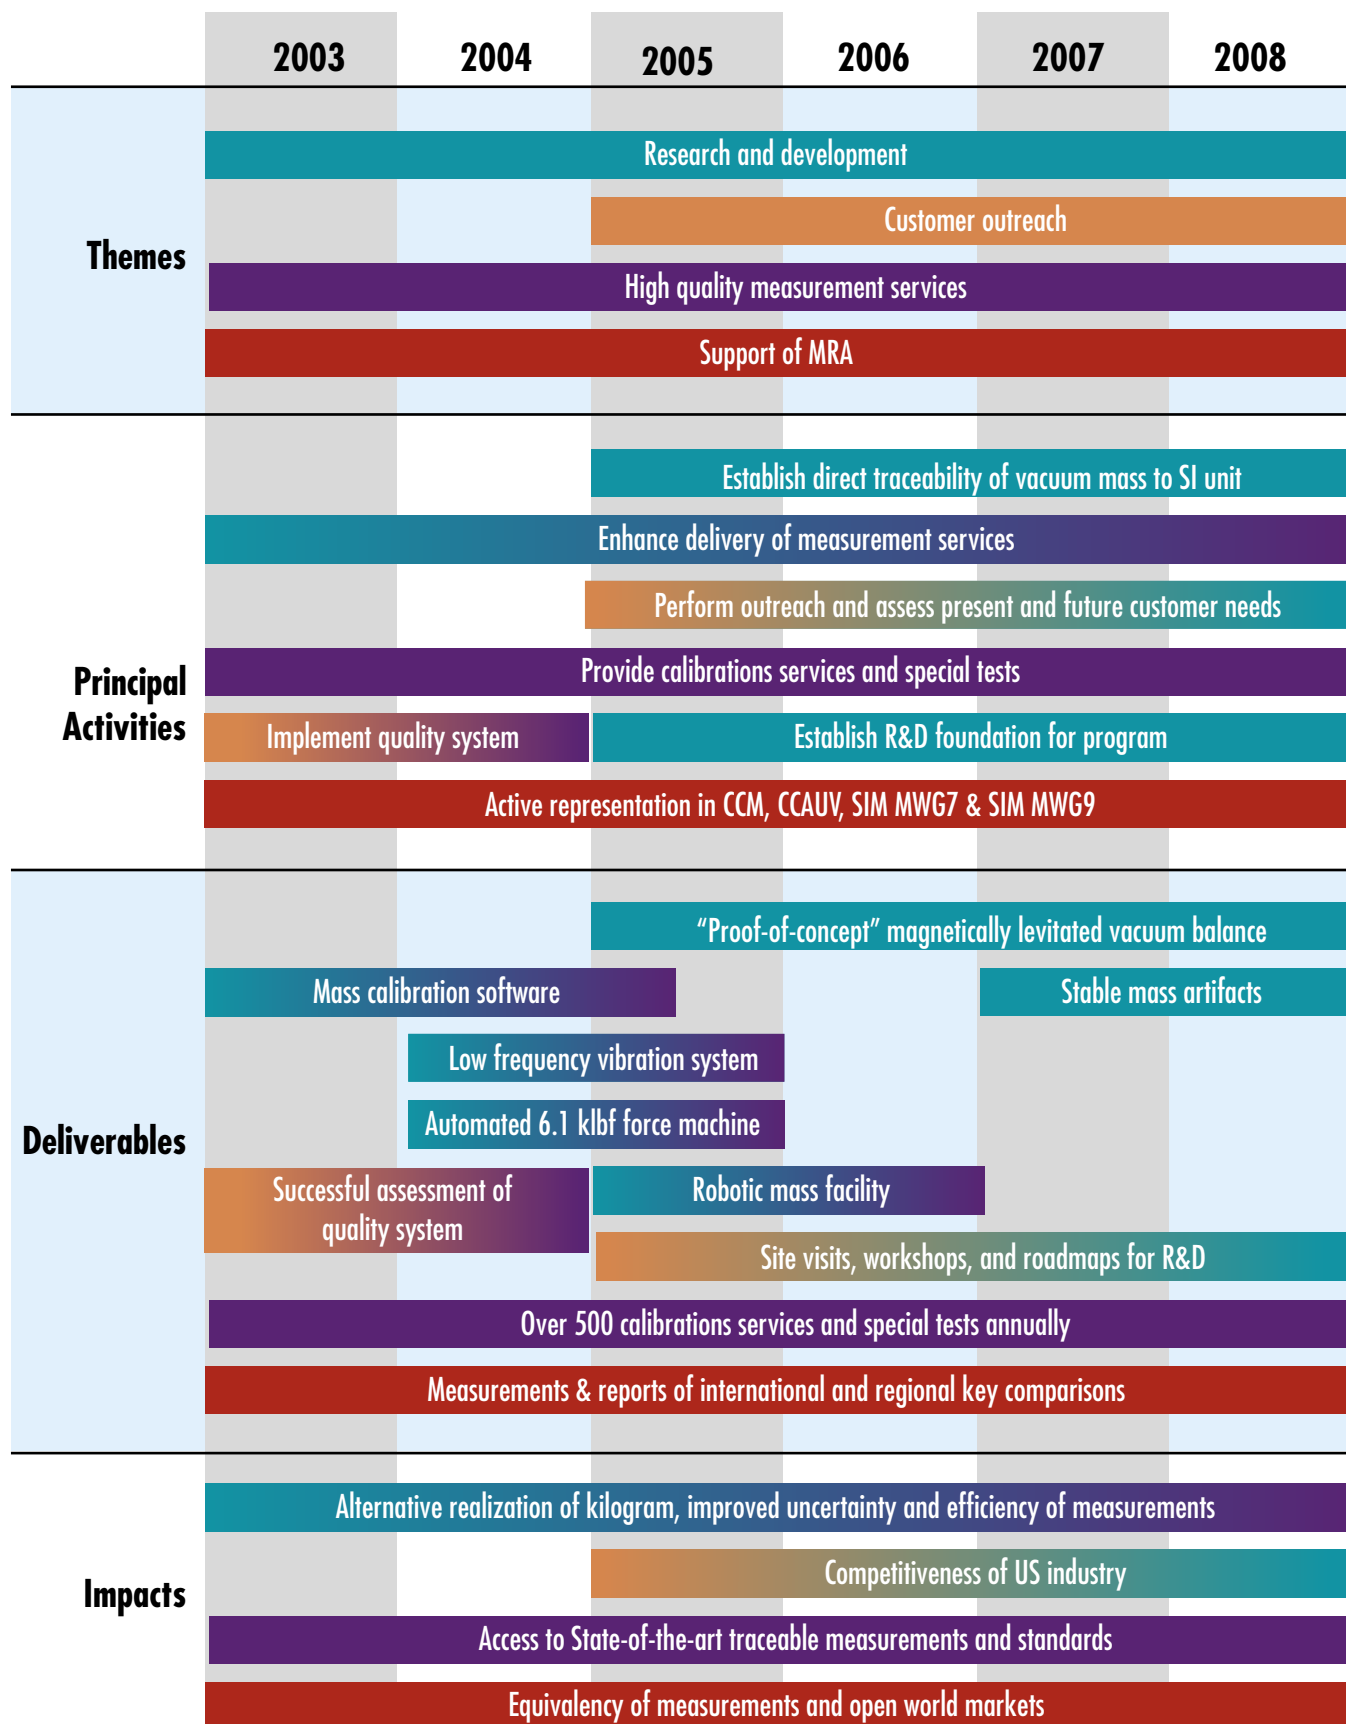 2003 2004 2005 2006 2007 2008
Themes
Research and development
Customer outreach
High quality measurement services
Support of MRA
Principal
Activities
Establish direct traceability of vacuum mass to SI unit
Enhance delivery of measurement services
Perform outreach and assess present and future customer needs
Provide calibrations services and special tests
Implement quality system
Establish R&D foundation for program
Active representation in CCM, CCAUV, SIM MWG7 & SIM MWG9
Deliverables
“Proof-of-concept” magnetically levitated vacuum balance
Mass calibration software
Stable mass artifacts
Low frequency vibration system
Automated 6.1 klbf force machine
Successful assessment of
quality system
Robotic mass facility
Site visits, workshops, and roadmaps for R&D
Over 500 calibrations services and special tests annually
Measurements & reports of international and regional key comparisons
Impacts
Alternative realization of kilogram, improved uncertainty and efficiency of measurements
Competitiveness of US industry
Access to State-of-the-art traceable measurements and standards
Equivalency of measurements and open world markets